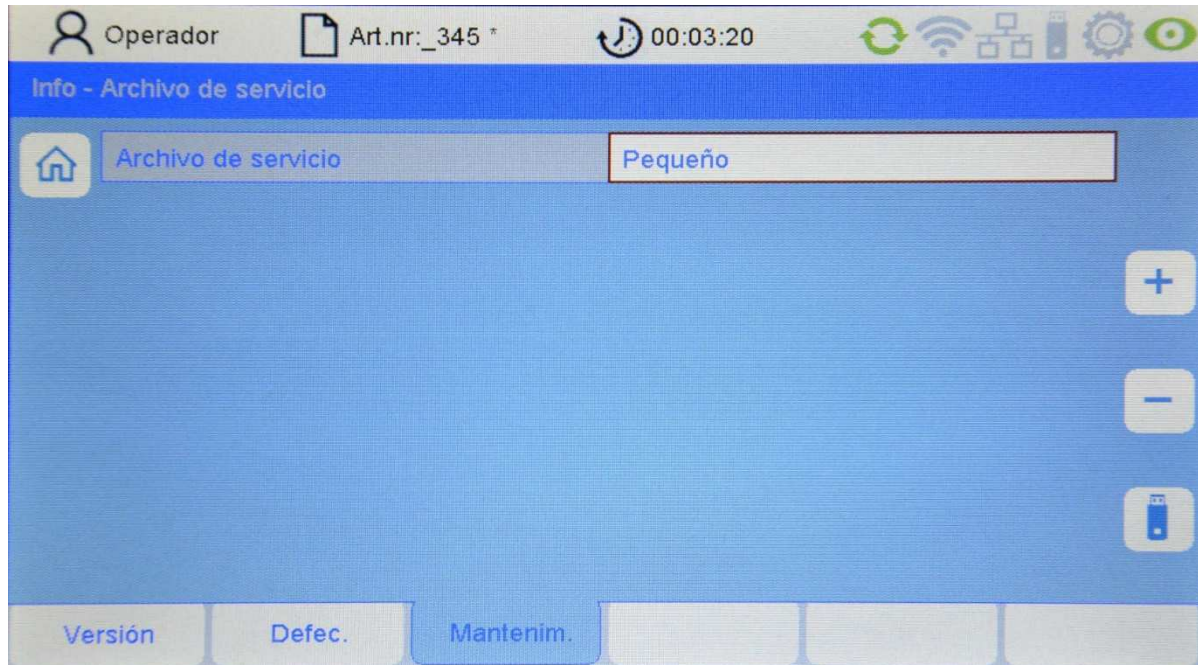 Operador Art.nr:_345 * 00:03:20
Info - Archivo de servicio
Archivo de servicio Pequeño
+
−
Versión Defec. Mantenim.